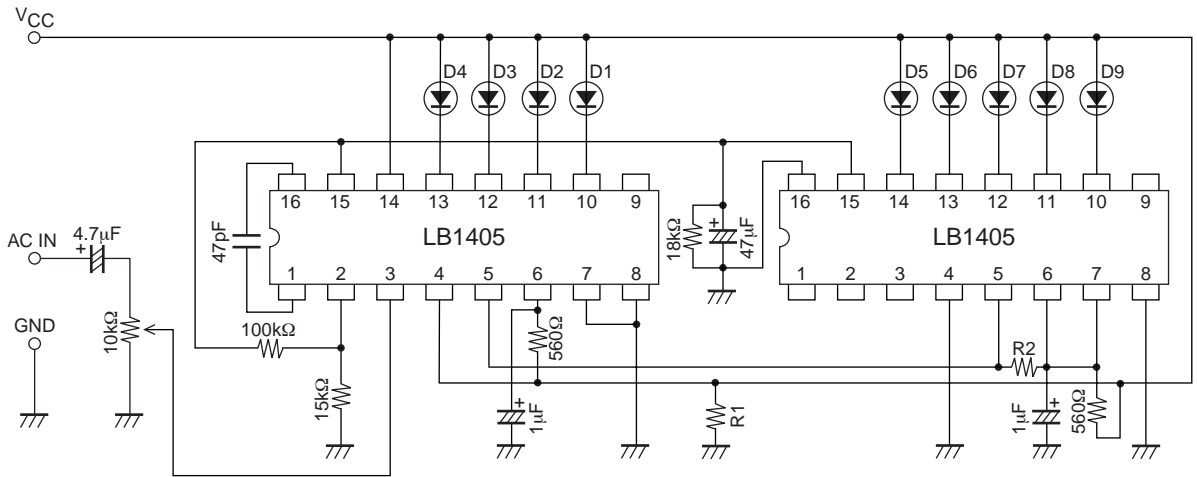 VCC
D4 D3 D2 D1 D5 D6 D7 D8 D9
16 15 14 13 12 11 10 9 16 15 14 13 12 11 10 9
AC IN 4.7µF + 47pF LB1405 18kΩ + 47µF LB1405
1 2 3 4 5 6 7 8 1 2 3 4 5 6 7 8
GND 10kΩ 100kΩ 560Ω R2
15kΩ + 1µF R1 + 1µF 560Ω